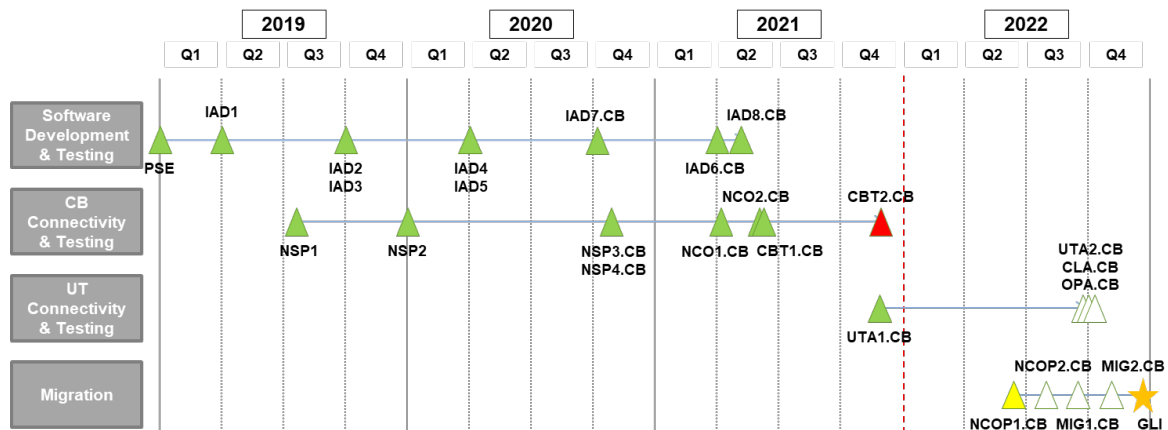 2019
2020
2021
2022
Q1
Q2
Q3
Q4
Q1
Q2
Q3
Q4
Q1
Q2
Q3
Q4
Q1
Q2
Q3
Q4
Software
Development
& Testing
IAD1
IAD7.CB
IAD8.CB
PSE
IAD2
IAD3
IAD4
IAD5
IAD6.CB
CB
Connectivity
& Testing
NCO2.CB
CBT2.CB
NSP1
NSP2
NSP3.CB
NSP4.CB
NCO1.CB
CBT1.CB
UT
Connectivity
& Testing
UTA2.CB
CLA.CB
OPA.CB
UTA1.CB
Migration
NCOP2.CB
MIG2.CB
NCOP1.CB
MIG1.CB
GLI